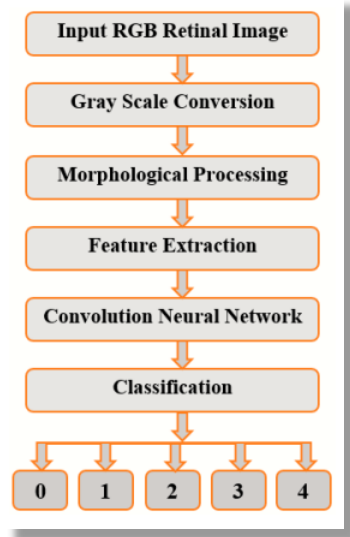 Input RGB Retinal Image
Gray Scale Conversion
Morphological Processing
Feature Extraction
Convolution Neural Network
Classification
0 1 2 3 4